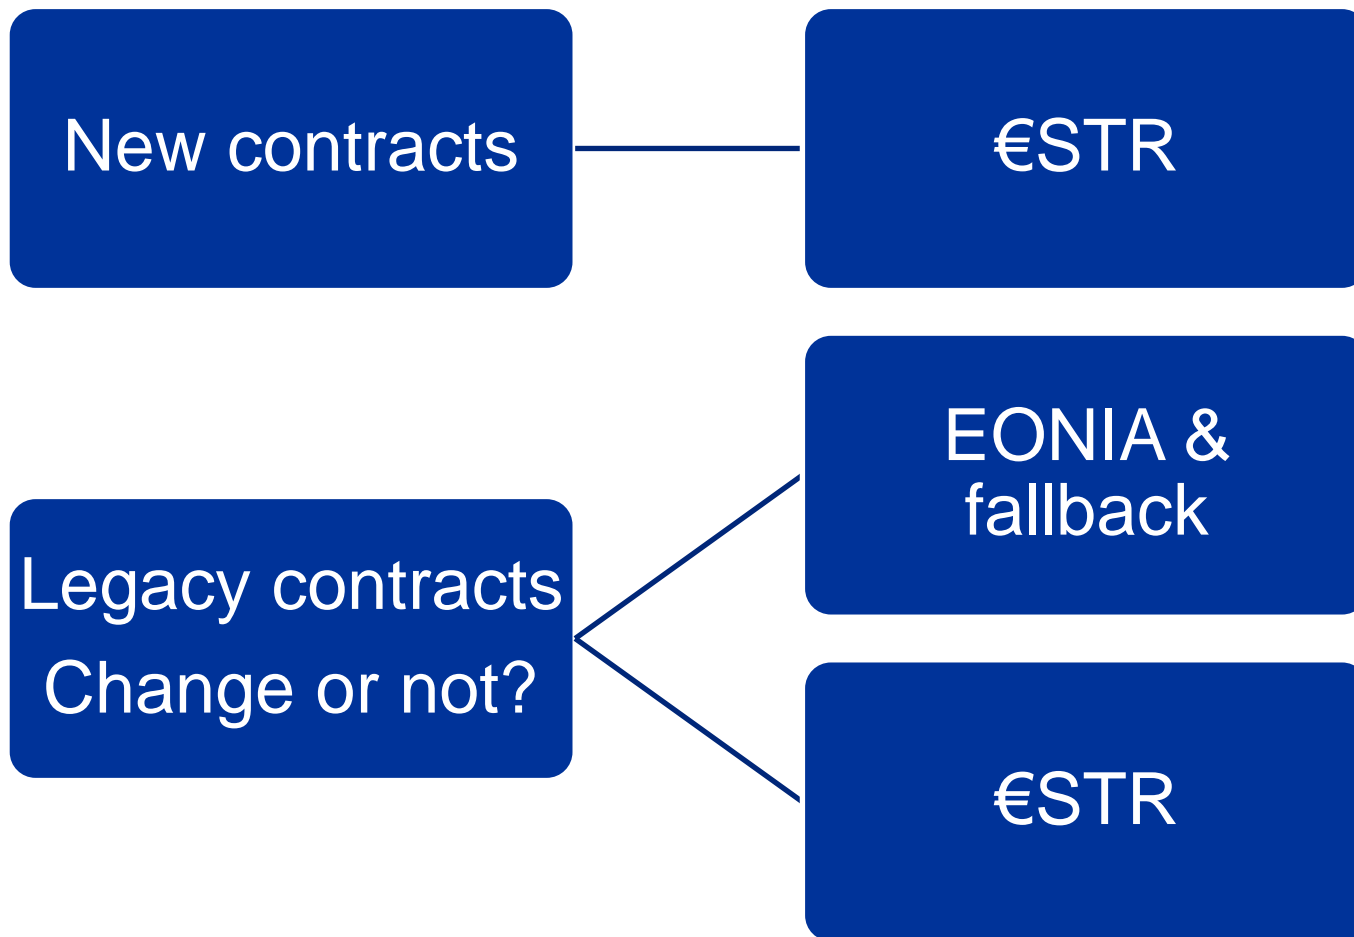 New contracts
€STR
Legacy contracts
Change or not?
EONIA &
fallback
€STR